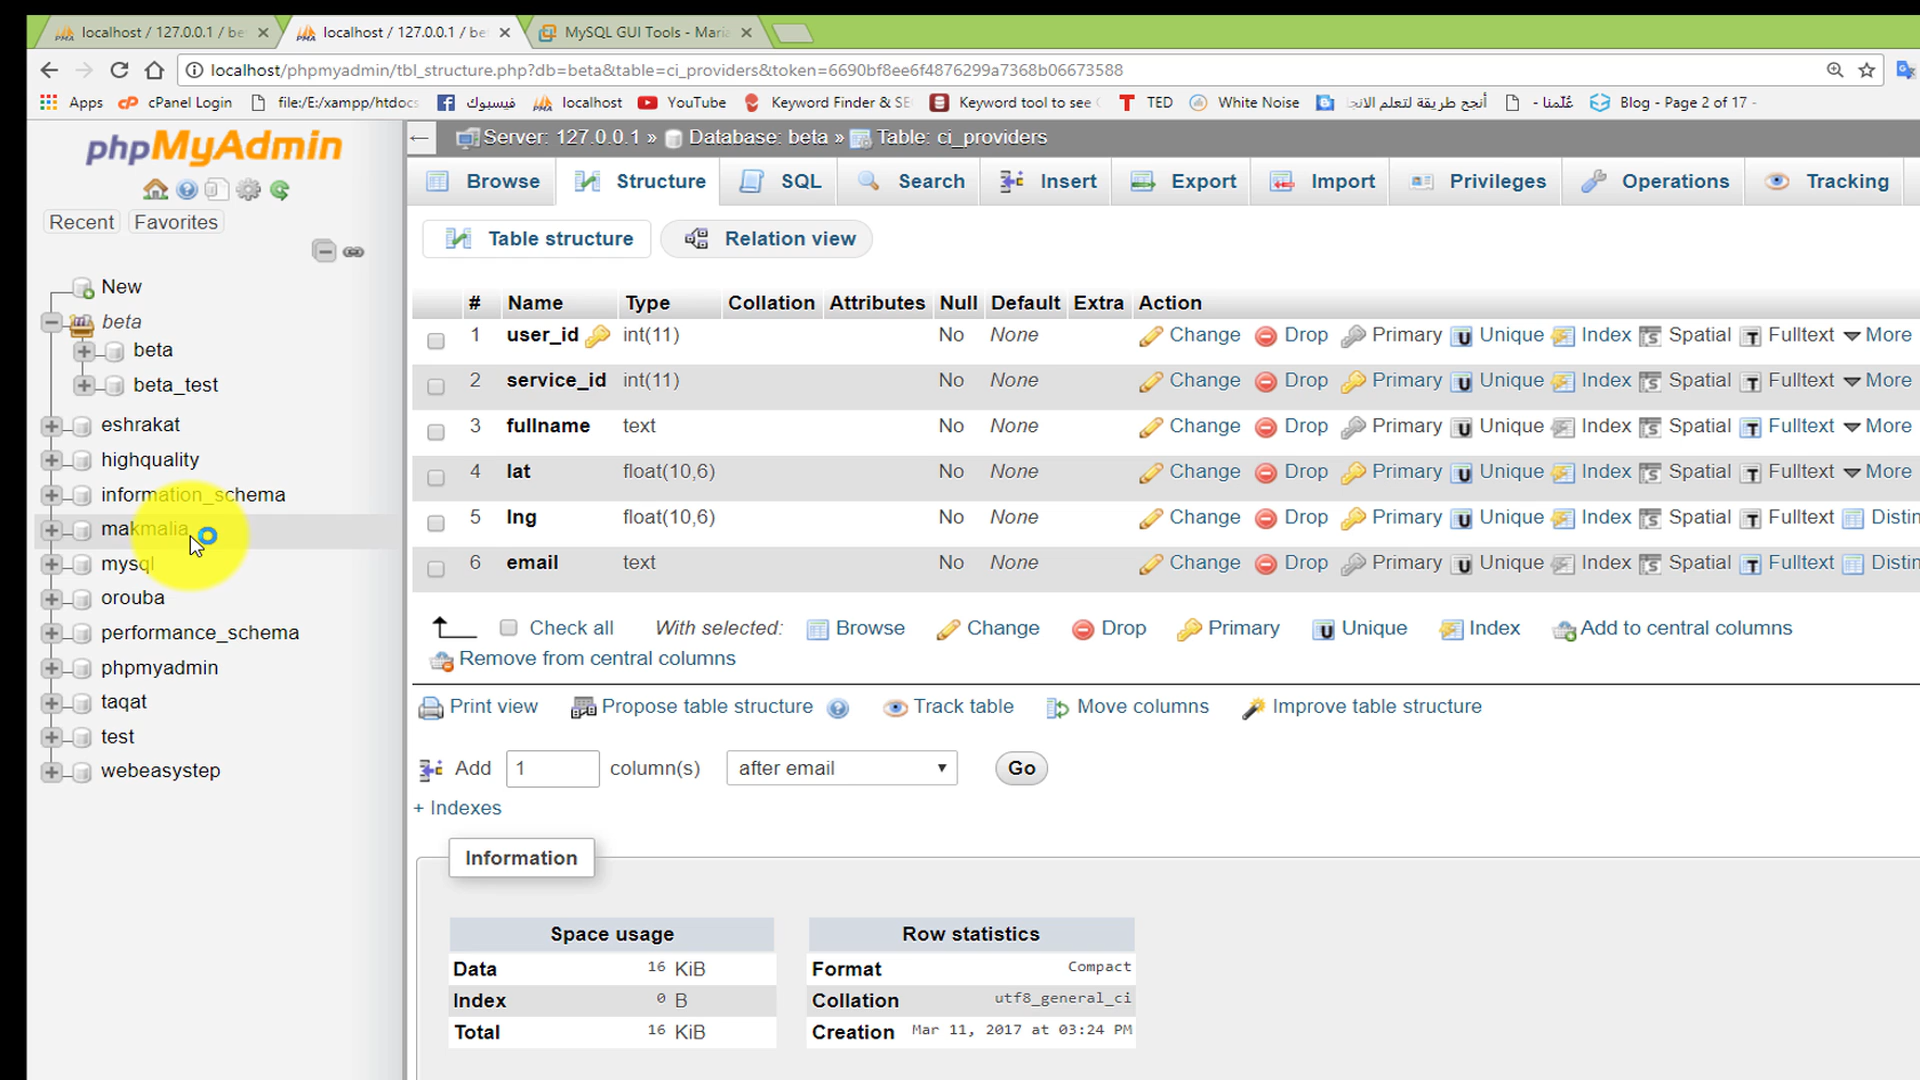 localhost / 127.0.0.1 / be
localhost / 127.0.0.1 / be
MySQL GUI Tools - Maria
localhost/phpmyadmin/tbl_structure.php?db=beta&table=ci_providers&token=6690bf8ee6f4876299a7368b06673588
Apps
cPanel Login
file:/E:/xampp/htdoc
فيسبوك
localhost
YouTube
Keyword Finder & SE
Keyword tool to see
TED
White Noise
أنجح طريقة لتعلم الانجا
عُلّمنا -
Blog - Page 2 of 17 -
phpMyAdmin
Recent
Favorites
New
beta
beta
beta_test
eshrakat
highquality
information_schema
makmalia
mysql
orouba
performance_schema
phpmyadmin
taqat
test
webeasystep
Server: 127.0.0.1 » Database: beta » Table: ci_providers
Browse Structure SQL Search Insert Export Import Privileges Operations Tracking
Table structure Relation view
# Name Type Collation Attributes Null Default Extra Action
1 user_id int(11) No None Change Drop Primary Unique Index Spatial Fulltext More
2 service_id int(11) No None Change Drop Primary Unique Index Spatial Fulltext More
3 fullname text No None Change Drop Primary Unique Index Spatial Fulltext More
4 lat float(10,6) No None Change Drop Primary Unique Index Spatial Fulltext More
5 lng float(10,6) No None Change Drop Primary Unique Index Spatial Fulltext Distin
6 email text No None Change Drop Primary Unique Index Spatial Fulltext Distin
Check all With selected: Browse Change Drop Primary Unique Index Add to central columns
Remove from central columns
Print view Propose table structure Track table Move columns Improve table structure
Add 1 column(s) after email Go
+ Indexes
Information
Space usage
Data 16 KiB
Index 0 B
Total 16 KiB
Row statistics
Format Compact
Collation utf8_general_ci
Creation Mar 11, 2017 at 03:24 PM